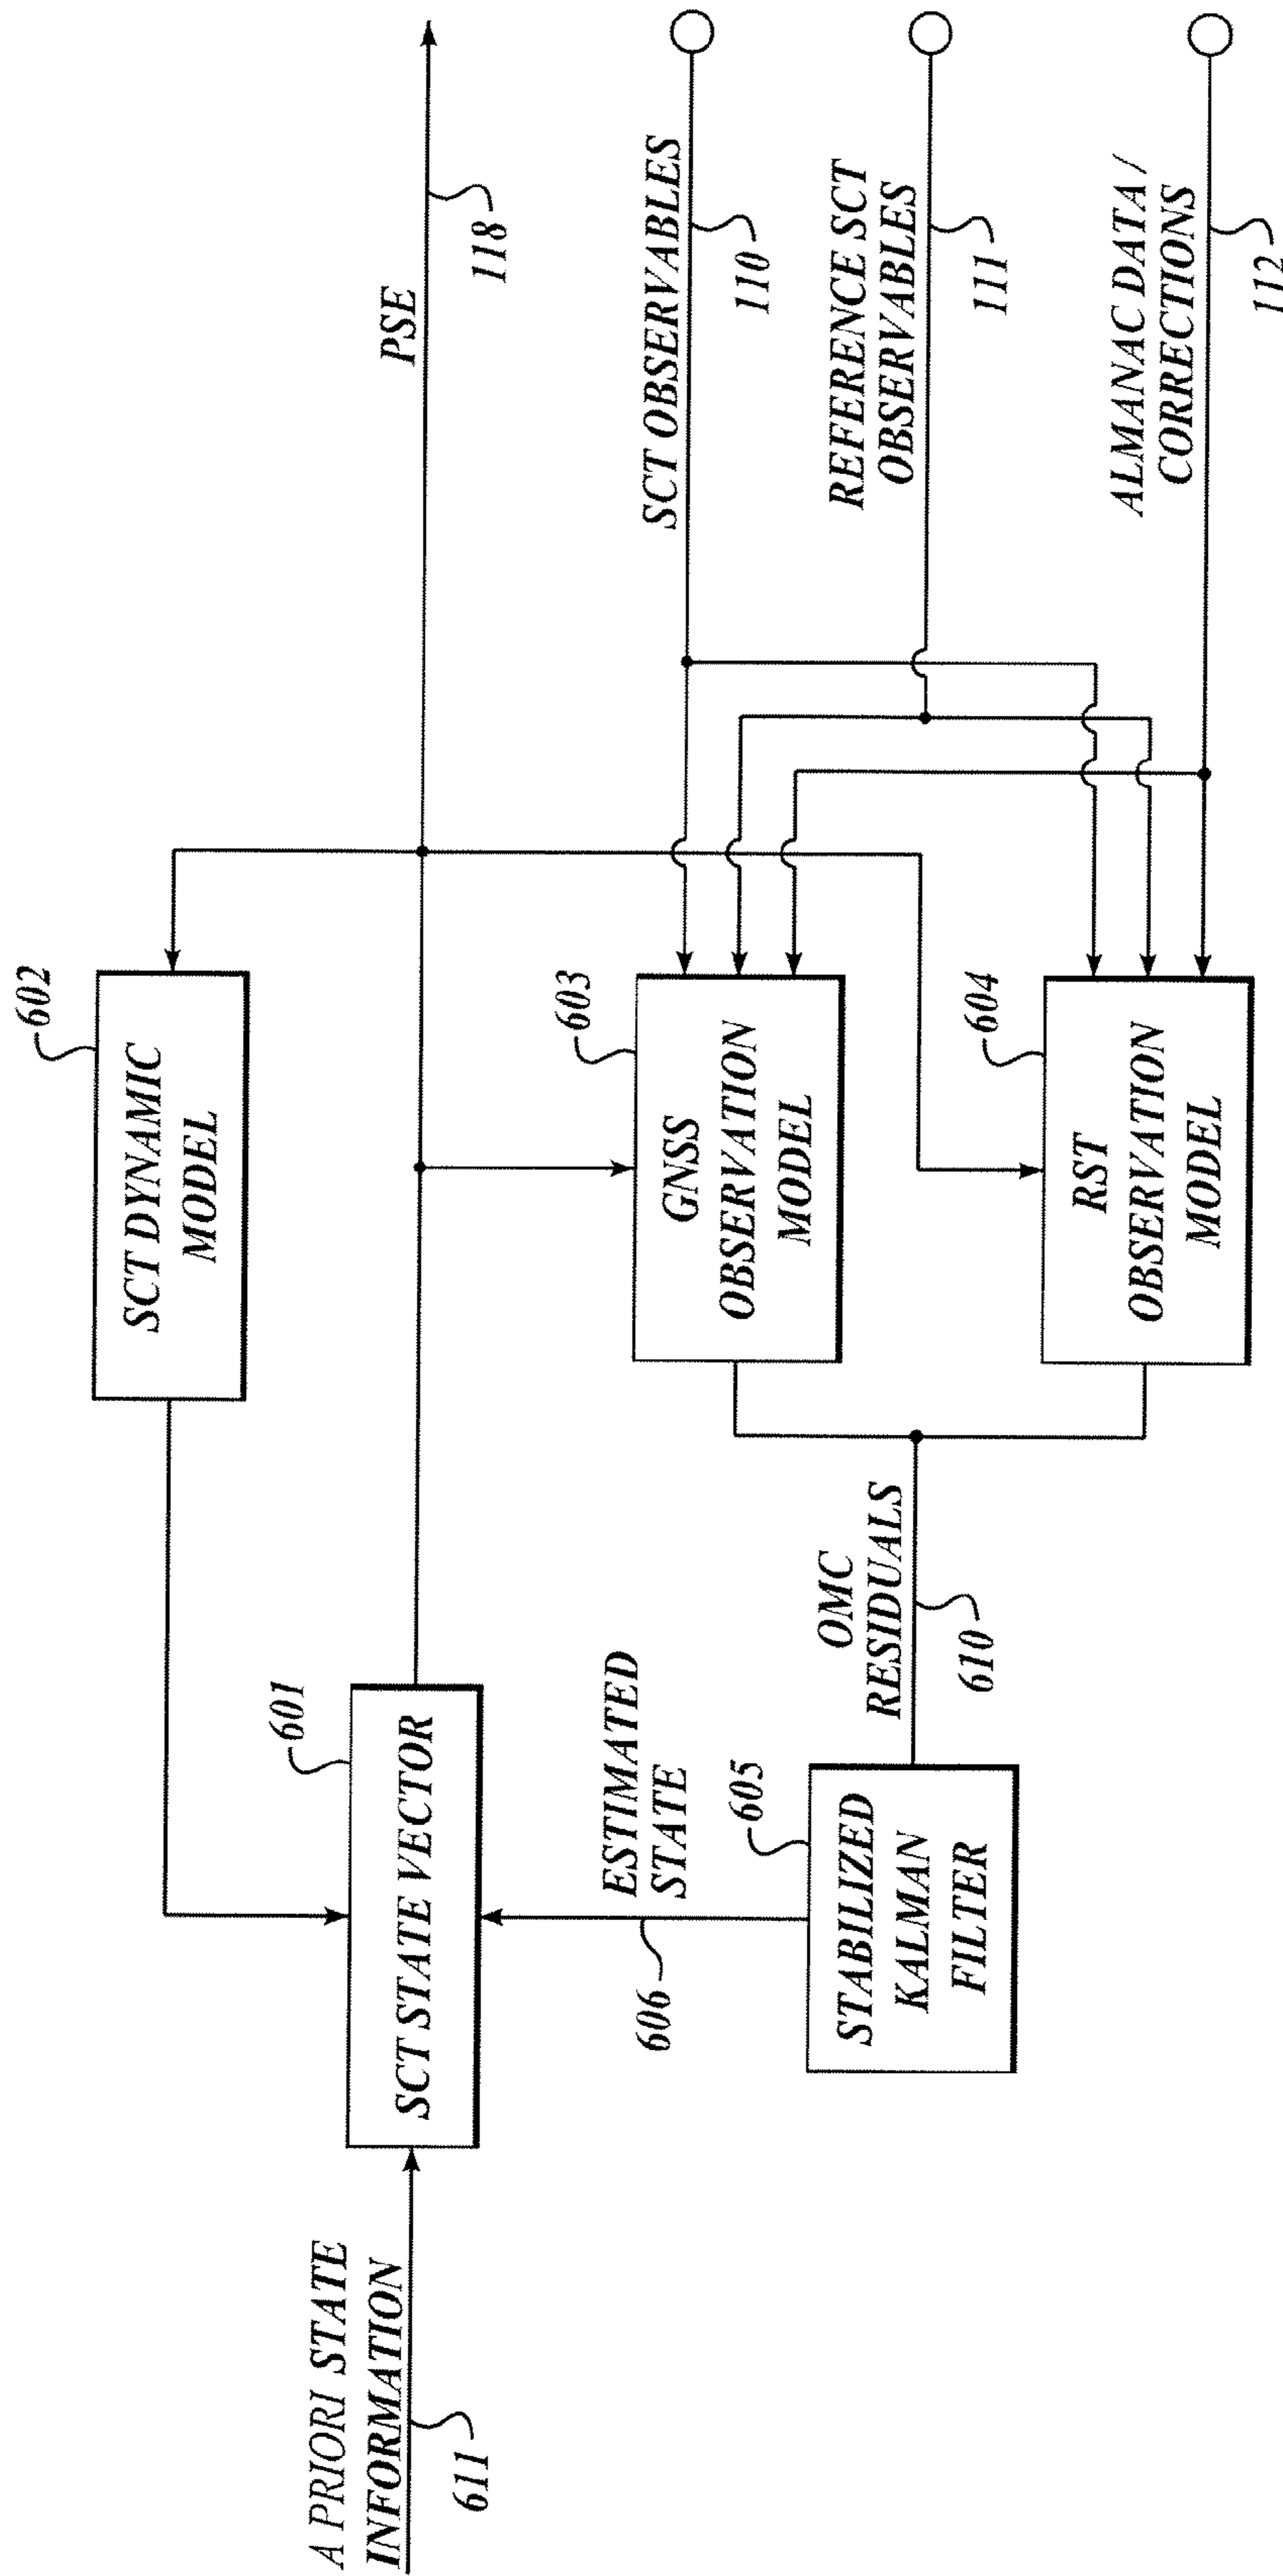 PSE
118
602
SCT DYNAMIC
MODEL
601
SCT STATE VECTOR
A PRIORI STATE
INFORMATION
611
SCT OBSERVABLES
110
REFERENCE SCT
OBSERVABLES
111
ALMANAC DATA /
CORRECTIONS
112
603
GNSS
OBSERVATION
MODEL
604
RST
OBSERVATION
MODEL
OMC
RESIDUALS
610
ESTIMATED
STATE
606
605
STABILIZED
KALMAN
FILTER